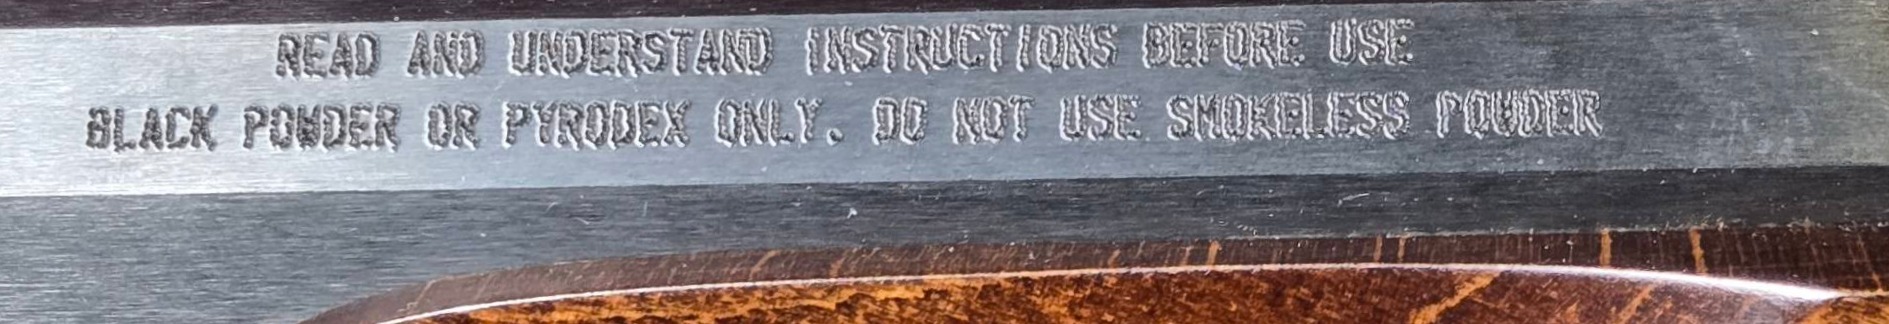 READ AND UNDERSTAND INSTRUCTIONS BEFORE USE
BLACK POWDER OR PYRODEX ONLY. DO NOT USE SMOKELESS POWDER